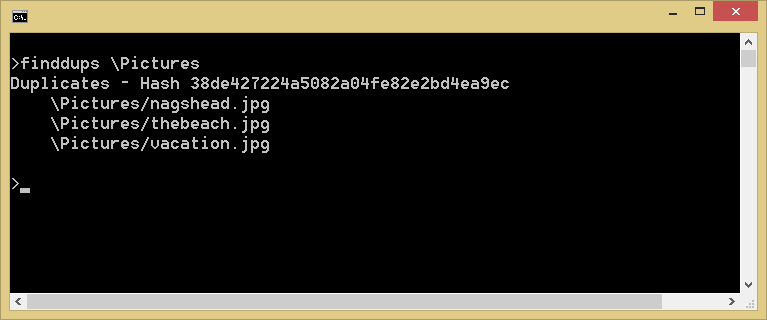 >finddups \Pictures
Duplicates - Hash 38de427224a5082a04fe82e2bd4ea9ec
\Pictures/nagshead.jpg
\Pictures/thebeach.jpg
\Pictures/vacation.jpg
>_